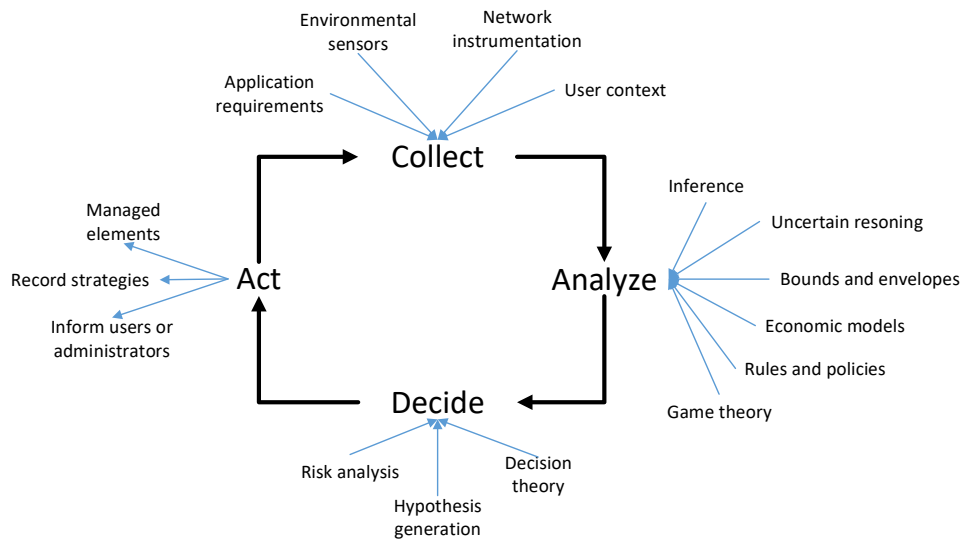 Environmental
sensors
Network
instrumentation
Application
requirements
User context
Collect
Inference
Managed
elements
Uncertain resoning
Record strategies
Act
Analyze
Bounds and envelopes
Inform users or
administrators
Economic models
Rules and policies
Decide
Game theory
Risk analysis
Decision
theory
Hypothesis
generation